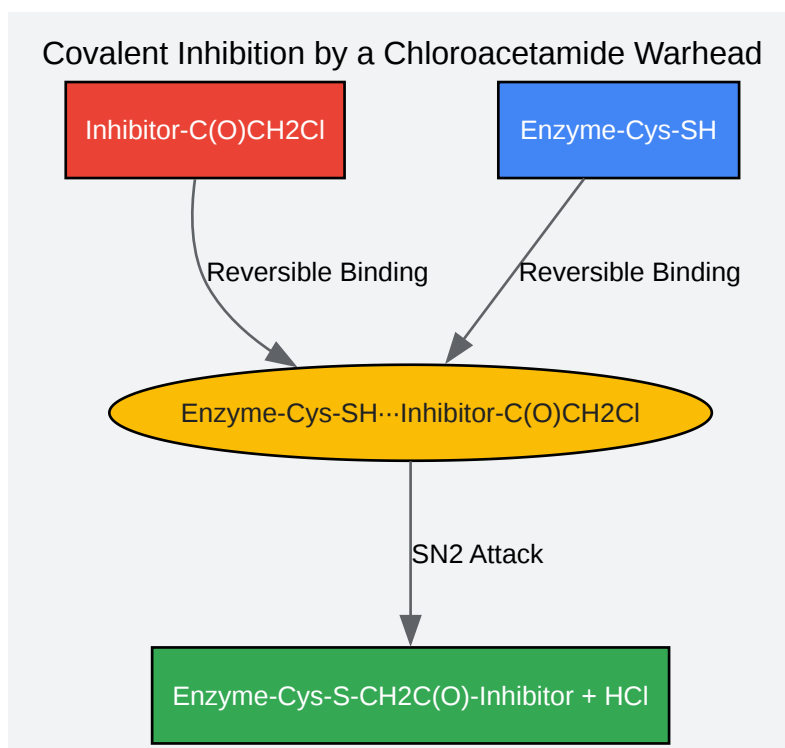 Covalent Inhibition by a Chloroacetamide Warhead
Inhibitor-C(O)CH2Cl
Enzyme-Cys-SH
Reversible Binding
Reversible Binding
Enzyme-Cys-SH···Inhibitor-C(O)CH2Cl
SN2 Attack
Enzyme-Cys-S-CH2C(O)-Inhibitor + HCl